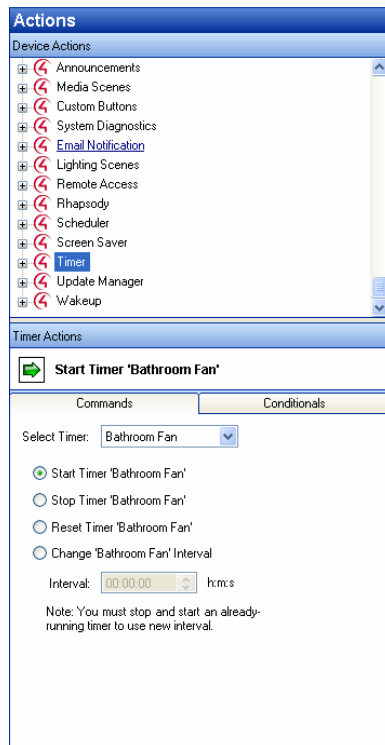 Actions
Device Actions
Announcements
Media Scenes
Custom Buttons
System Diagnostics
Email Notification
Lighting Scenes
Remote Access
Rhapsody
Scheduler
Screen Saver
Timer
Update Manager
Wakeup
Timer Actions
Start Timer 'Bathroom Fan'
Commands Conditionals
Select Timer: Bathroom Fan
Start Timer 'Bathroom Fan'
Stop Timer 'Bathroom Fan'
Reset Timer 'Bathroom Fan'
Change 'Bathroom Fan' Interval
Interval: 00:00:00 h:m:s
Note: You must stop and start an already-
running timer to use new interval.